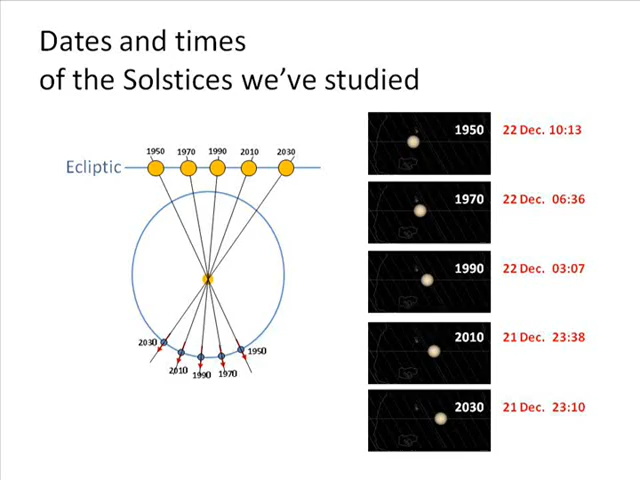 Dates and times
of the Solstices we've studied
1950 1970 1990 2010 2030
Ecliptic
2030
2010
1990
1970
1950
1950 22 Dec. 10:13
1970 22 Dec. 06:36
1990 22 Dec. 03:07
2010 21 Dec. 23:38
2030 21 Dec. 23:10